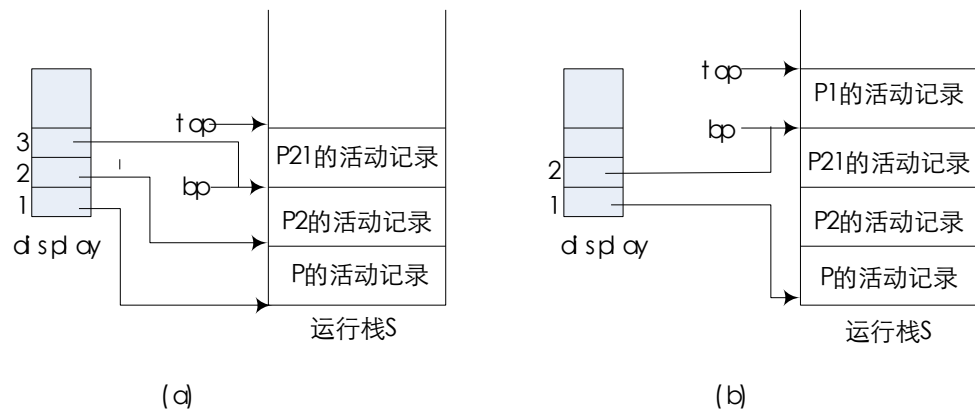 3
2
1
display
top
bp
P21的活动记录
P2的活动记录
P的活动记录
运行栈S
(a)
2
1
display
top
bp
P1的活动记录
P21的活动记录
P2的活动记录
P的活动记录
运行栈S
(b)